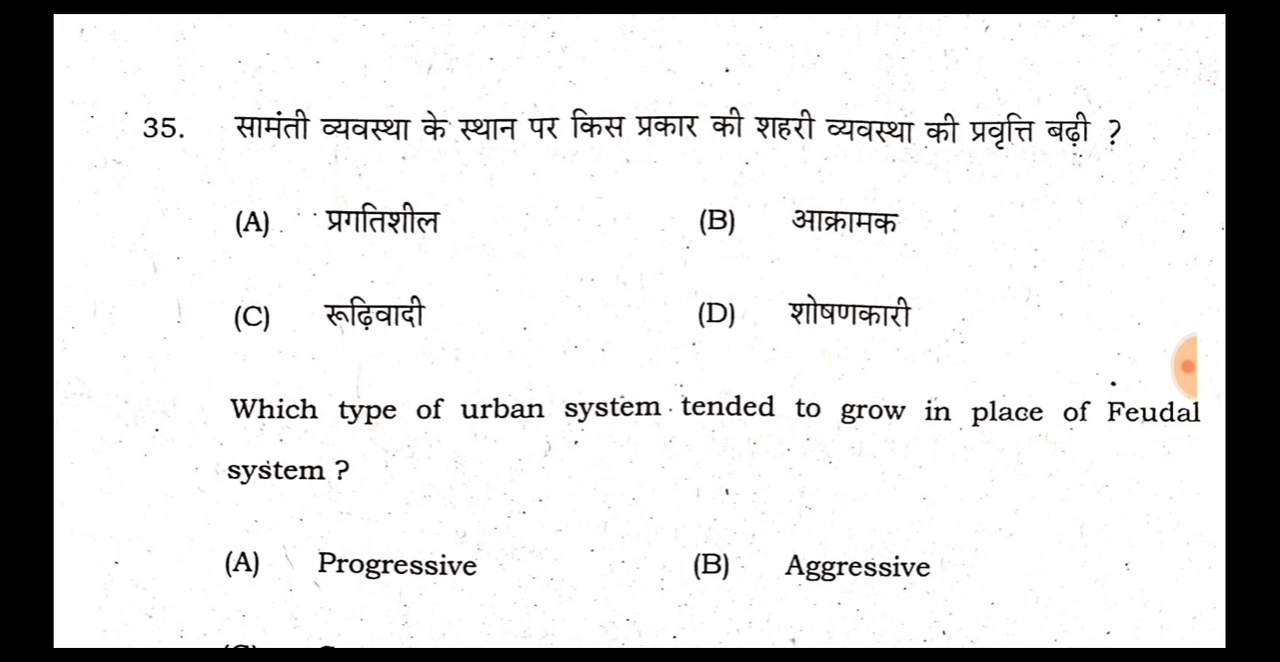 35. सामंती व्यवस्था के स्थान पर किस प्रकार की शहरी व्यवस्था की प्रवृत्ति बढ़ी ?
(A) प्रगतिशील (B) आक्रामक
(C) रूढ़िवादी (D) शोषणकारी
Which type of urban system tended to grow in place of Feudal
system ?
(A) Progressive (B) Aggressive